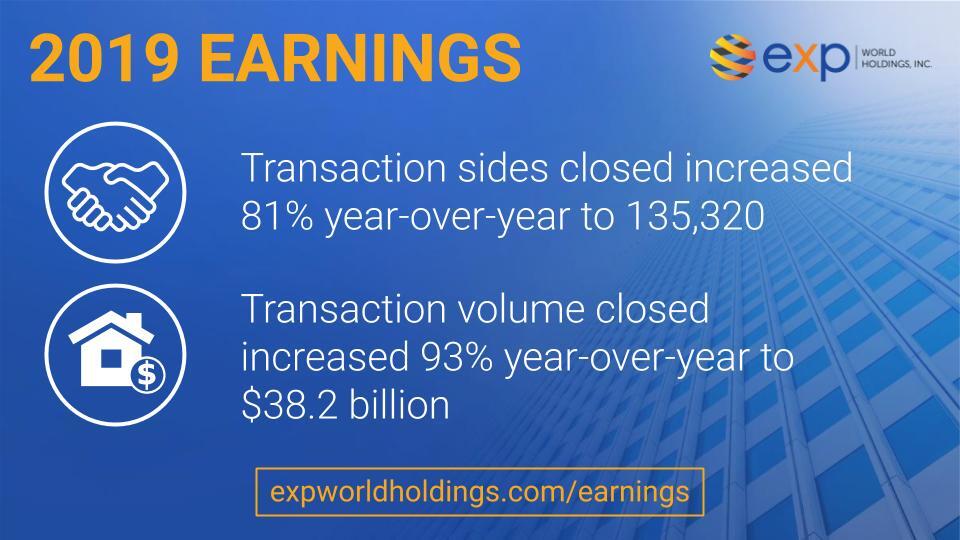 2019 EARNINGS
exp WORLD
HOLDINGS, INC.
Transaction sides closed increased
81% year-over-year to 135,320
$
Transaction volume closed
increased 93% year-over-year to
$38.2 billion
expworldholdings.com/earnings